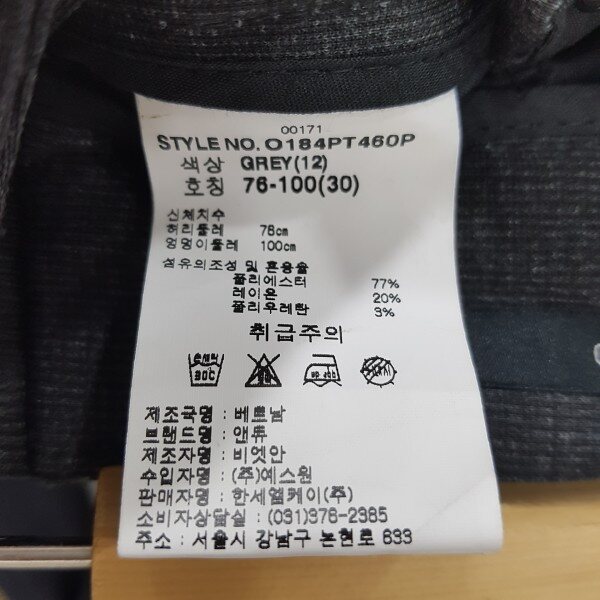 00171
STYLE NO. O184PT460P
색상 GREY(12)
호칭 76-100(30)
신체치수
허리둘레 78cm
엉덩이둘레 100cm
섬유의조성 및 혼용율
폴리에스터 77%
레이온 20%
폴리우레탄 3%
취급주의
제조국명 : 베트남
브랜드명 : 앤듀
제조자명 : 비엣안
수입자명 : (주)예스원
판매자명 : 한세엠케이(주)
소비자상담실 : (031)376-2385
주소 : 서울시 강남구 논현로 633